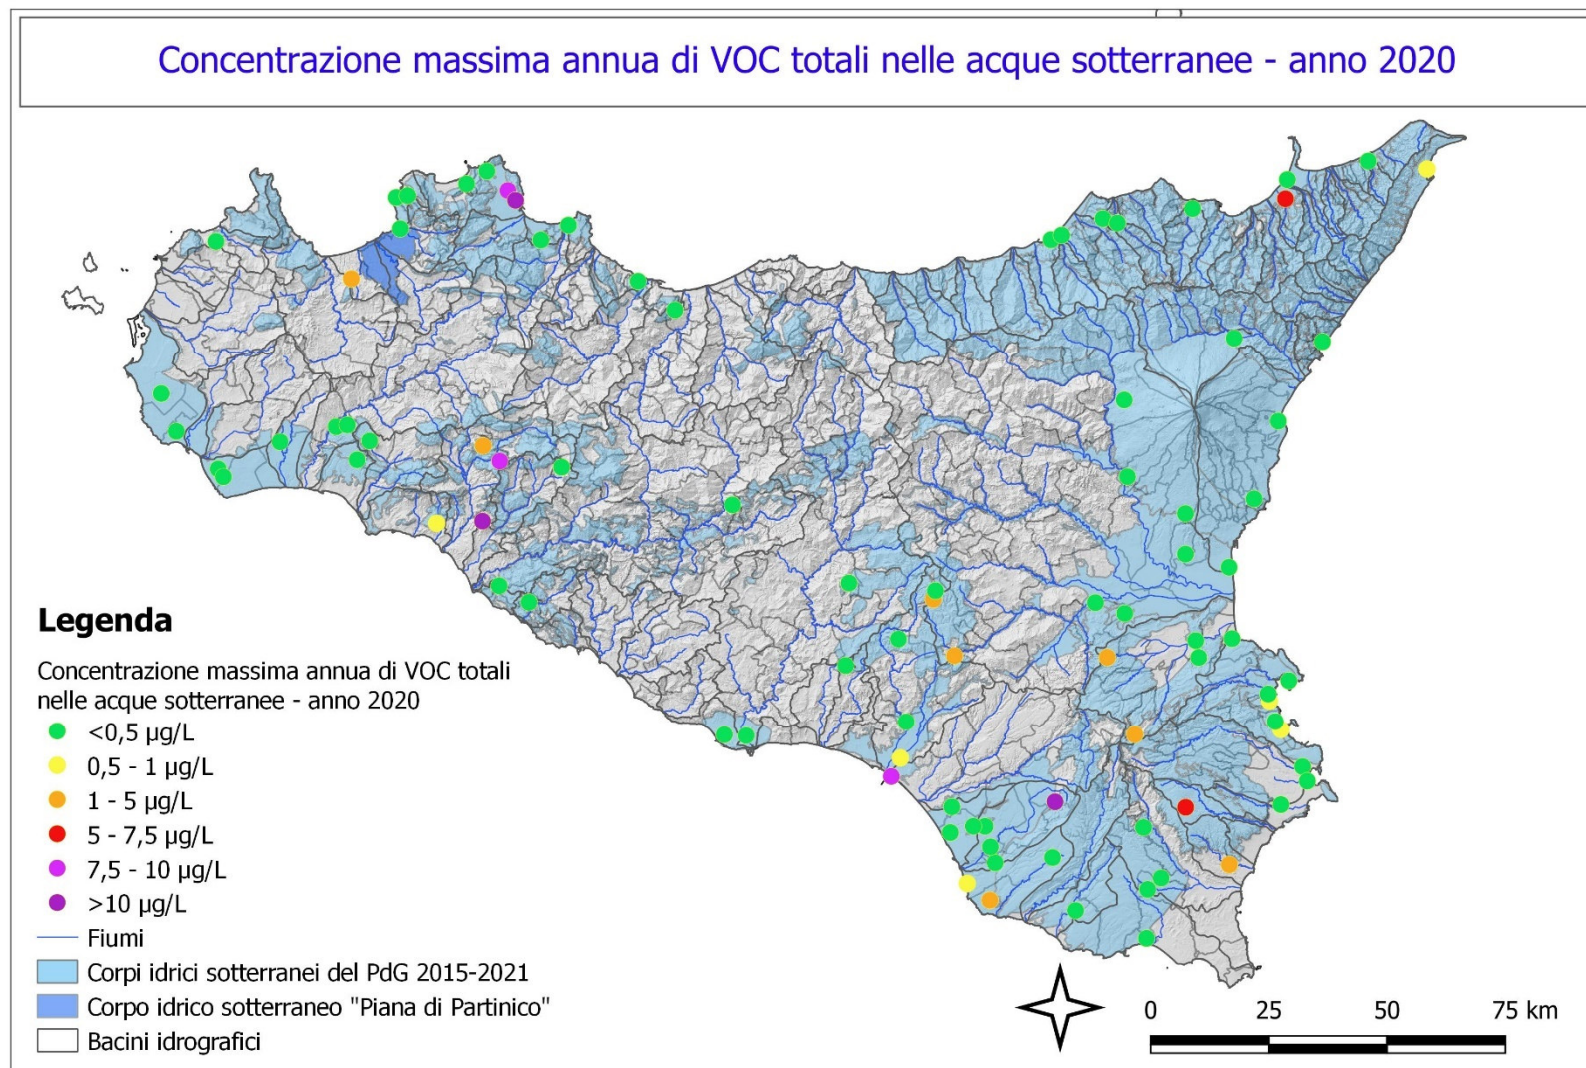 Concentrazione massima annua di VOC totali nelle acque sotterranee - anno 2020
Legenda
Concentrazione massima annua di VOC totali
nelle acque sotterranee - anno 2020
<0,5 µg/L
0,5 - 1 µg/L
1 - 5 µg/L
5 - 7,5 µg/L
7,5 - 10 µg/L
>10 µg/L
Fiumi
Corpi idrici sotterranei del PdG 2015-2021
Corpo idrico sotterraneo "Piana di Partinico"
Bacini idrografici
0 25 50 75 km